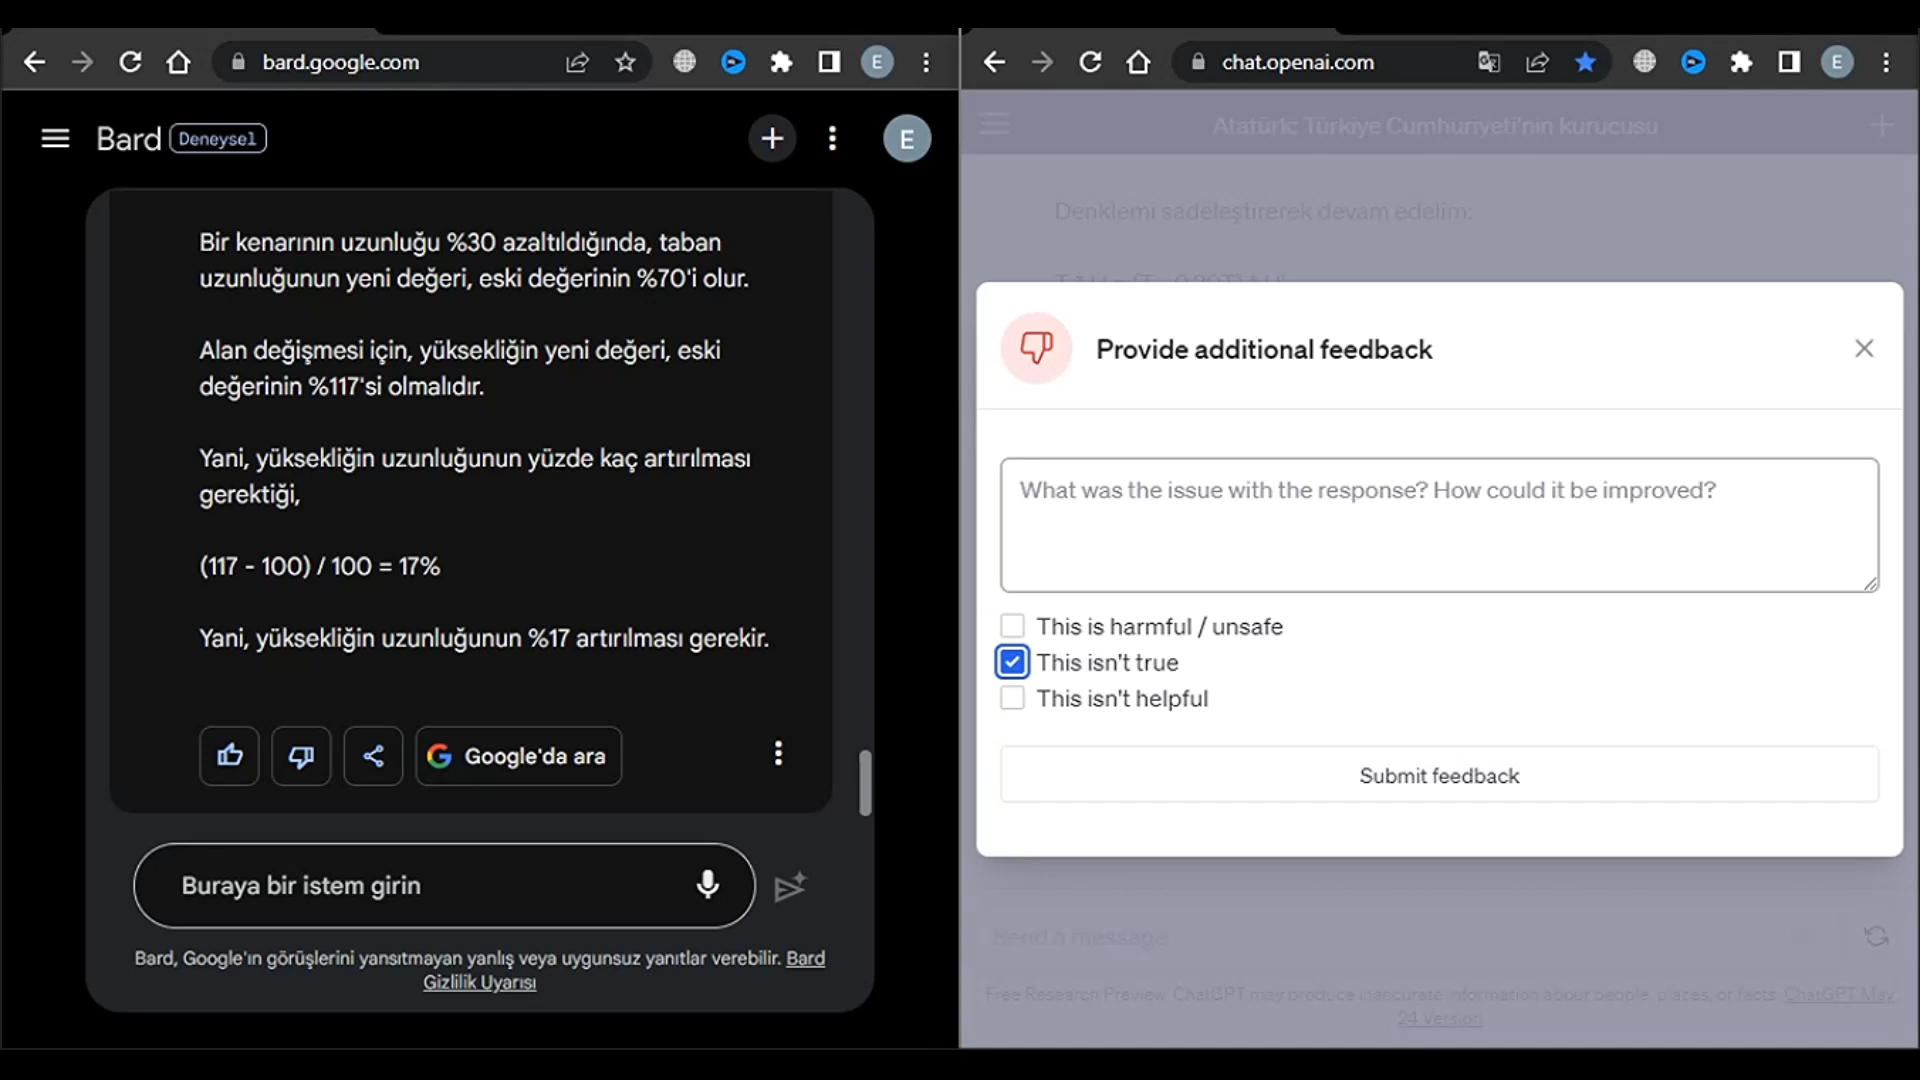 bard.google.com
E
Bard Deneysel
E
Bir kenarının uzunluğu %30 azaltıldığında, taban
uzunluğunun yeni değeri, eski değerinin %70'i olur.
Alan değişmesi için, yüksekliğin yeni değeri, eski
değerinin %117'si olmalıdır.
Yani, yüksekliğin uzunluğunun yüzde kaç artırılması
gerektiği,
(117 - 100) / 100 = 17%
Yani, yüksekliğin uzunluğunun %17 artırılması gerekir.
Google'da ara
Buraya bir istem girin
Bard, Google'ın görüşlerini yansıtmayan yanlış veya uygunsuz yanıtlar verebilir. Bard
Gizlilik Uyarısı
chat.openai.com
E
Atatürk: Türkiye Cumhuriyeti'nin kurucusu
Denklemi sadeleştirerek devam edelim:
Provide additional feedback
What was the issue with the response? How could it be improved?
This is harmful / unsafe
This isn't true
This isn't helpful
Submit feedback
Send a message
Free Research Preview. ChatGPT may produce inaccurate information about people, places, or facts. ChatGPT May
24 Version